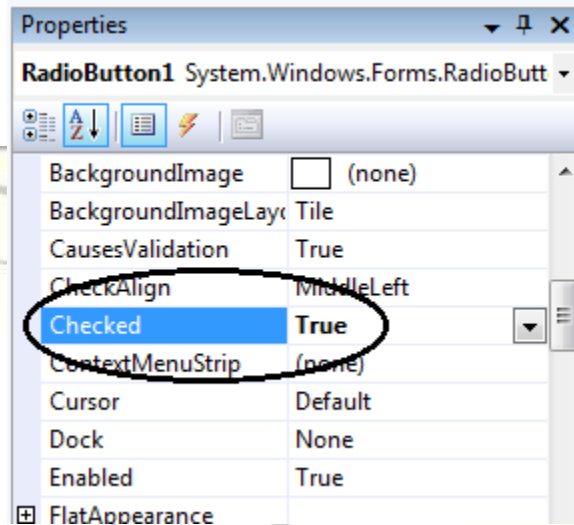 Properties
RadioButton1 System.Windows.Forms.RadioButt
BackgroundImage (none)
BackgroundImageLayo Tile
CausesValidation True
CheckAlign MiddleLeft
Checked True
ContextMenuStrip (none)
Cursor Default
Dock None
Enabled True
FlatAppearance